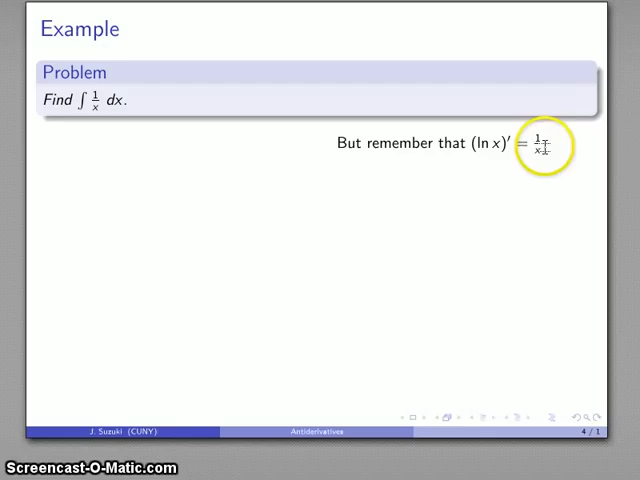 Example
Problem
Find ∫ 1/x dx.
But remember that (ln x)′ = 1/x
J. Suzuki (CUNY) Antiderivatives 4 / 1
Screencast-O-Matic.com